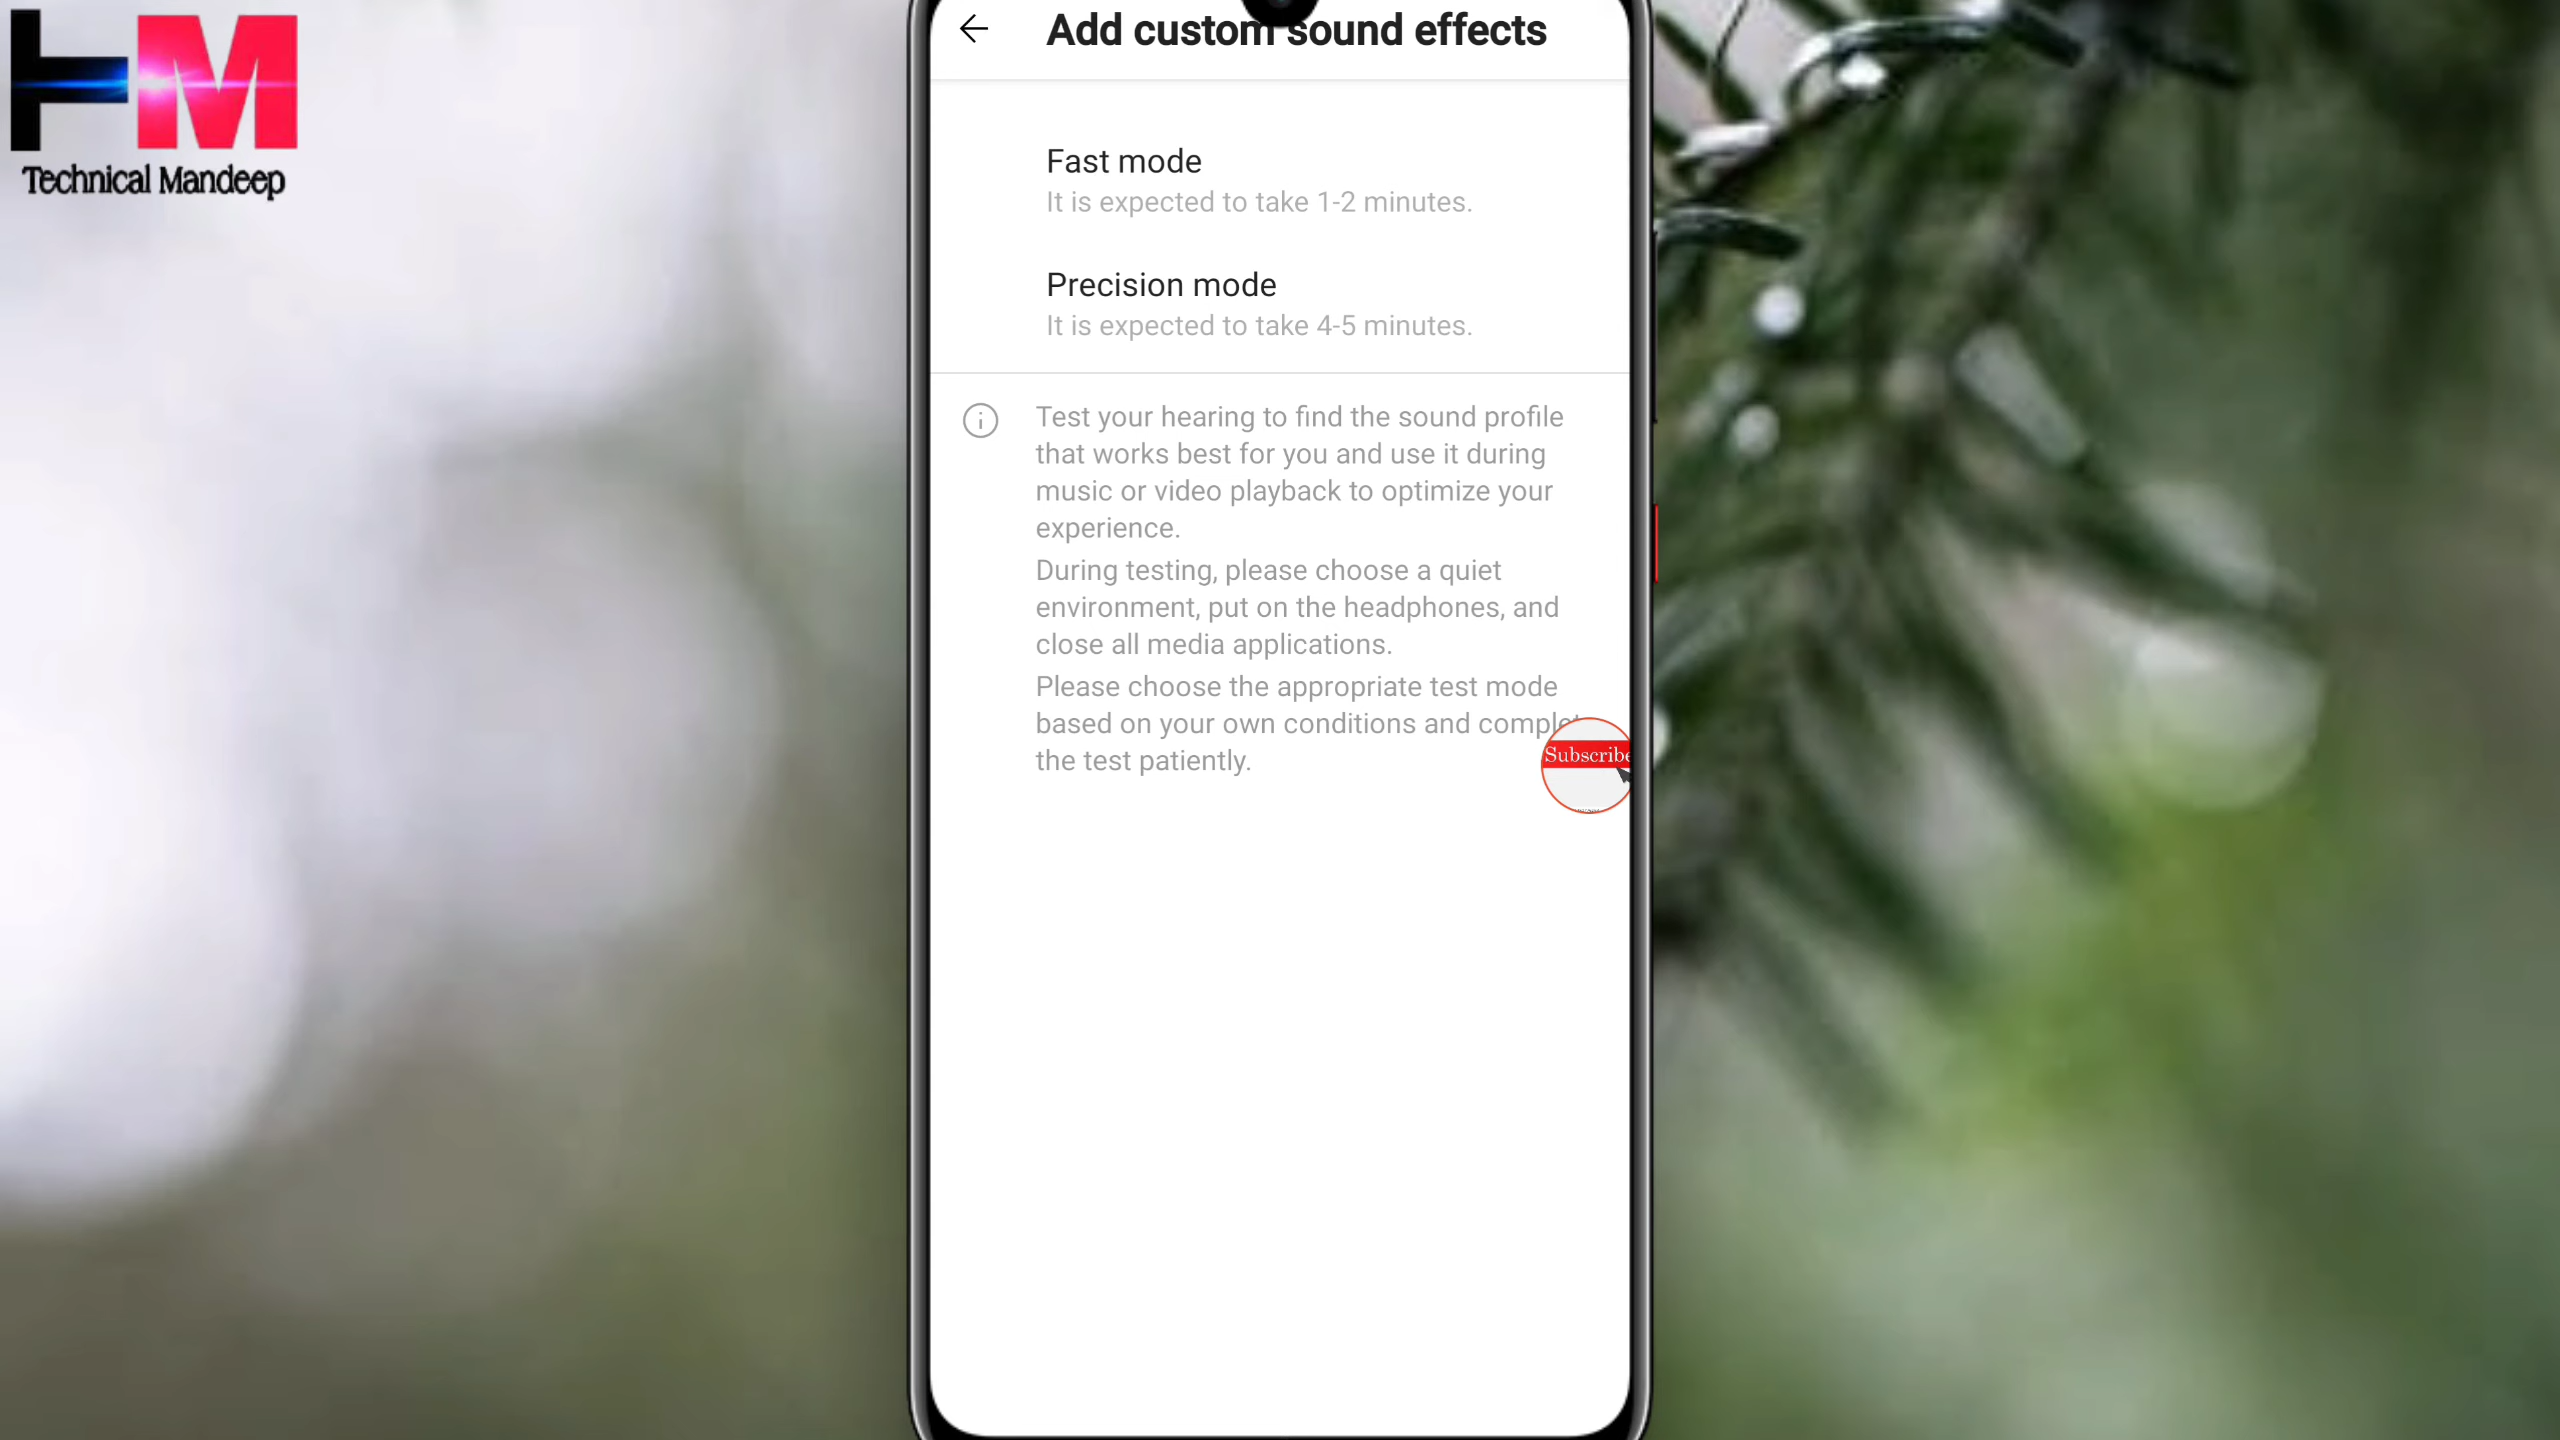 Add custom sound effects
Technical Mandeep
Fast mode
It is expected to take 1-2 minutes.
Precision mode
It is expected to take 4-5 minutes.
Test your hearing to find the sound profile
that works best for you and use it during
music or video playback to optimize your
experience.
During testing, please choose a quiet
environment, put on the headphones, and
close all media applications.
Please choose the appropriate test mode
based on your own conditions and complet
the test patiently.
Subscribe